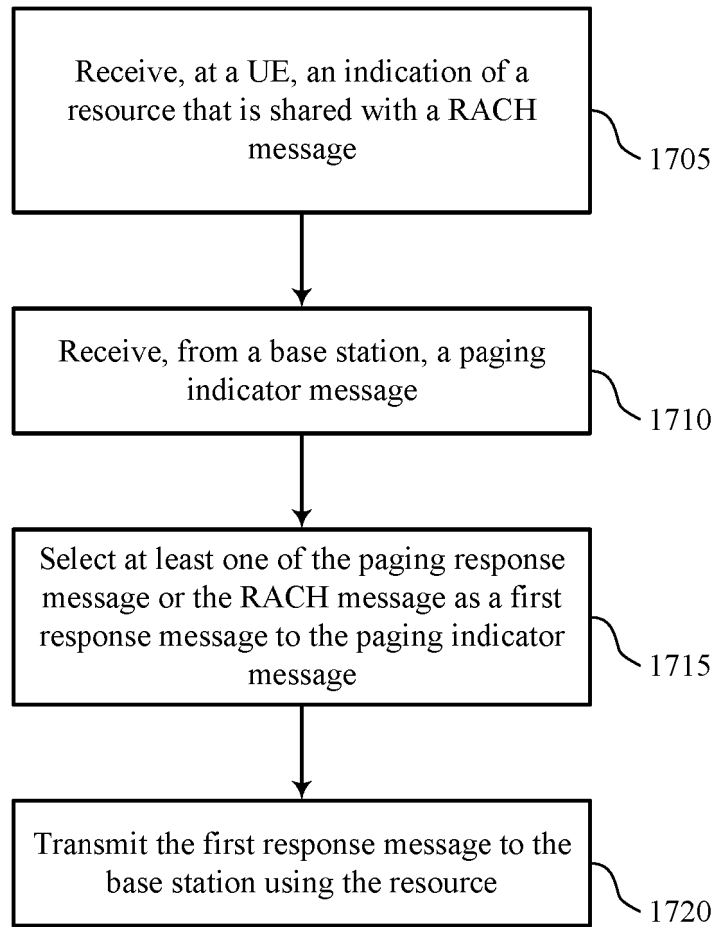 Receive, at a UE, an indication of a
resource that is shared with a RACH
message
1705
Receive, from a base station, a paging
indicator message
1710
Select at least one of the paging response
message or the RACH message as a first
response message to the paging indicator
message
1715
Transmit the first response message to the
base station using the resource
1720